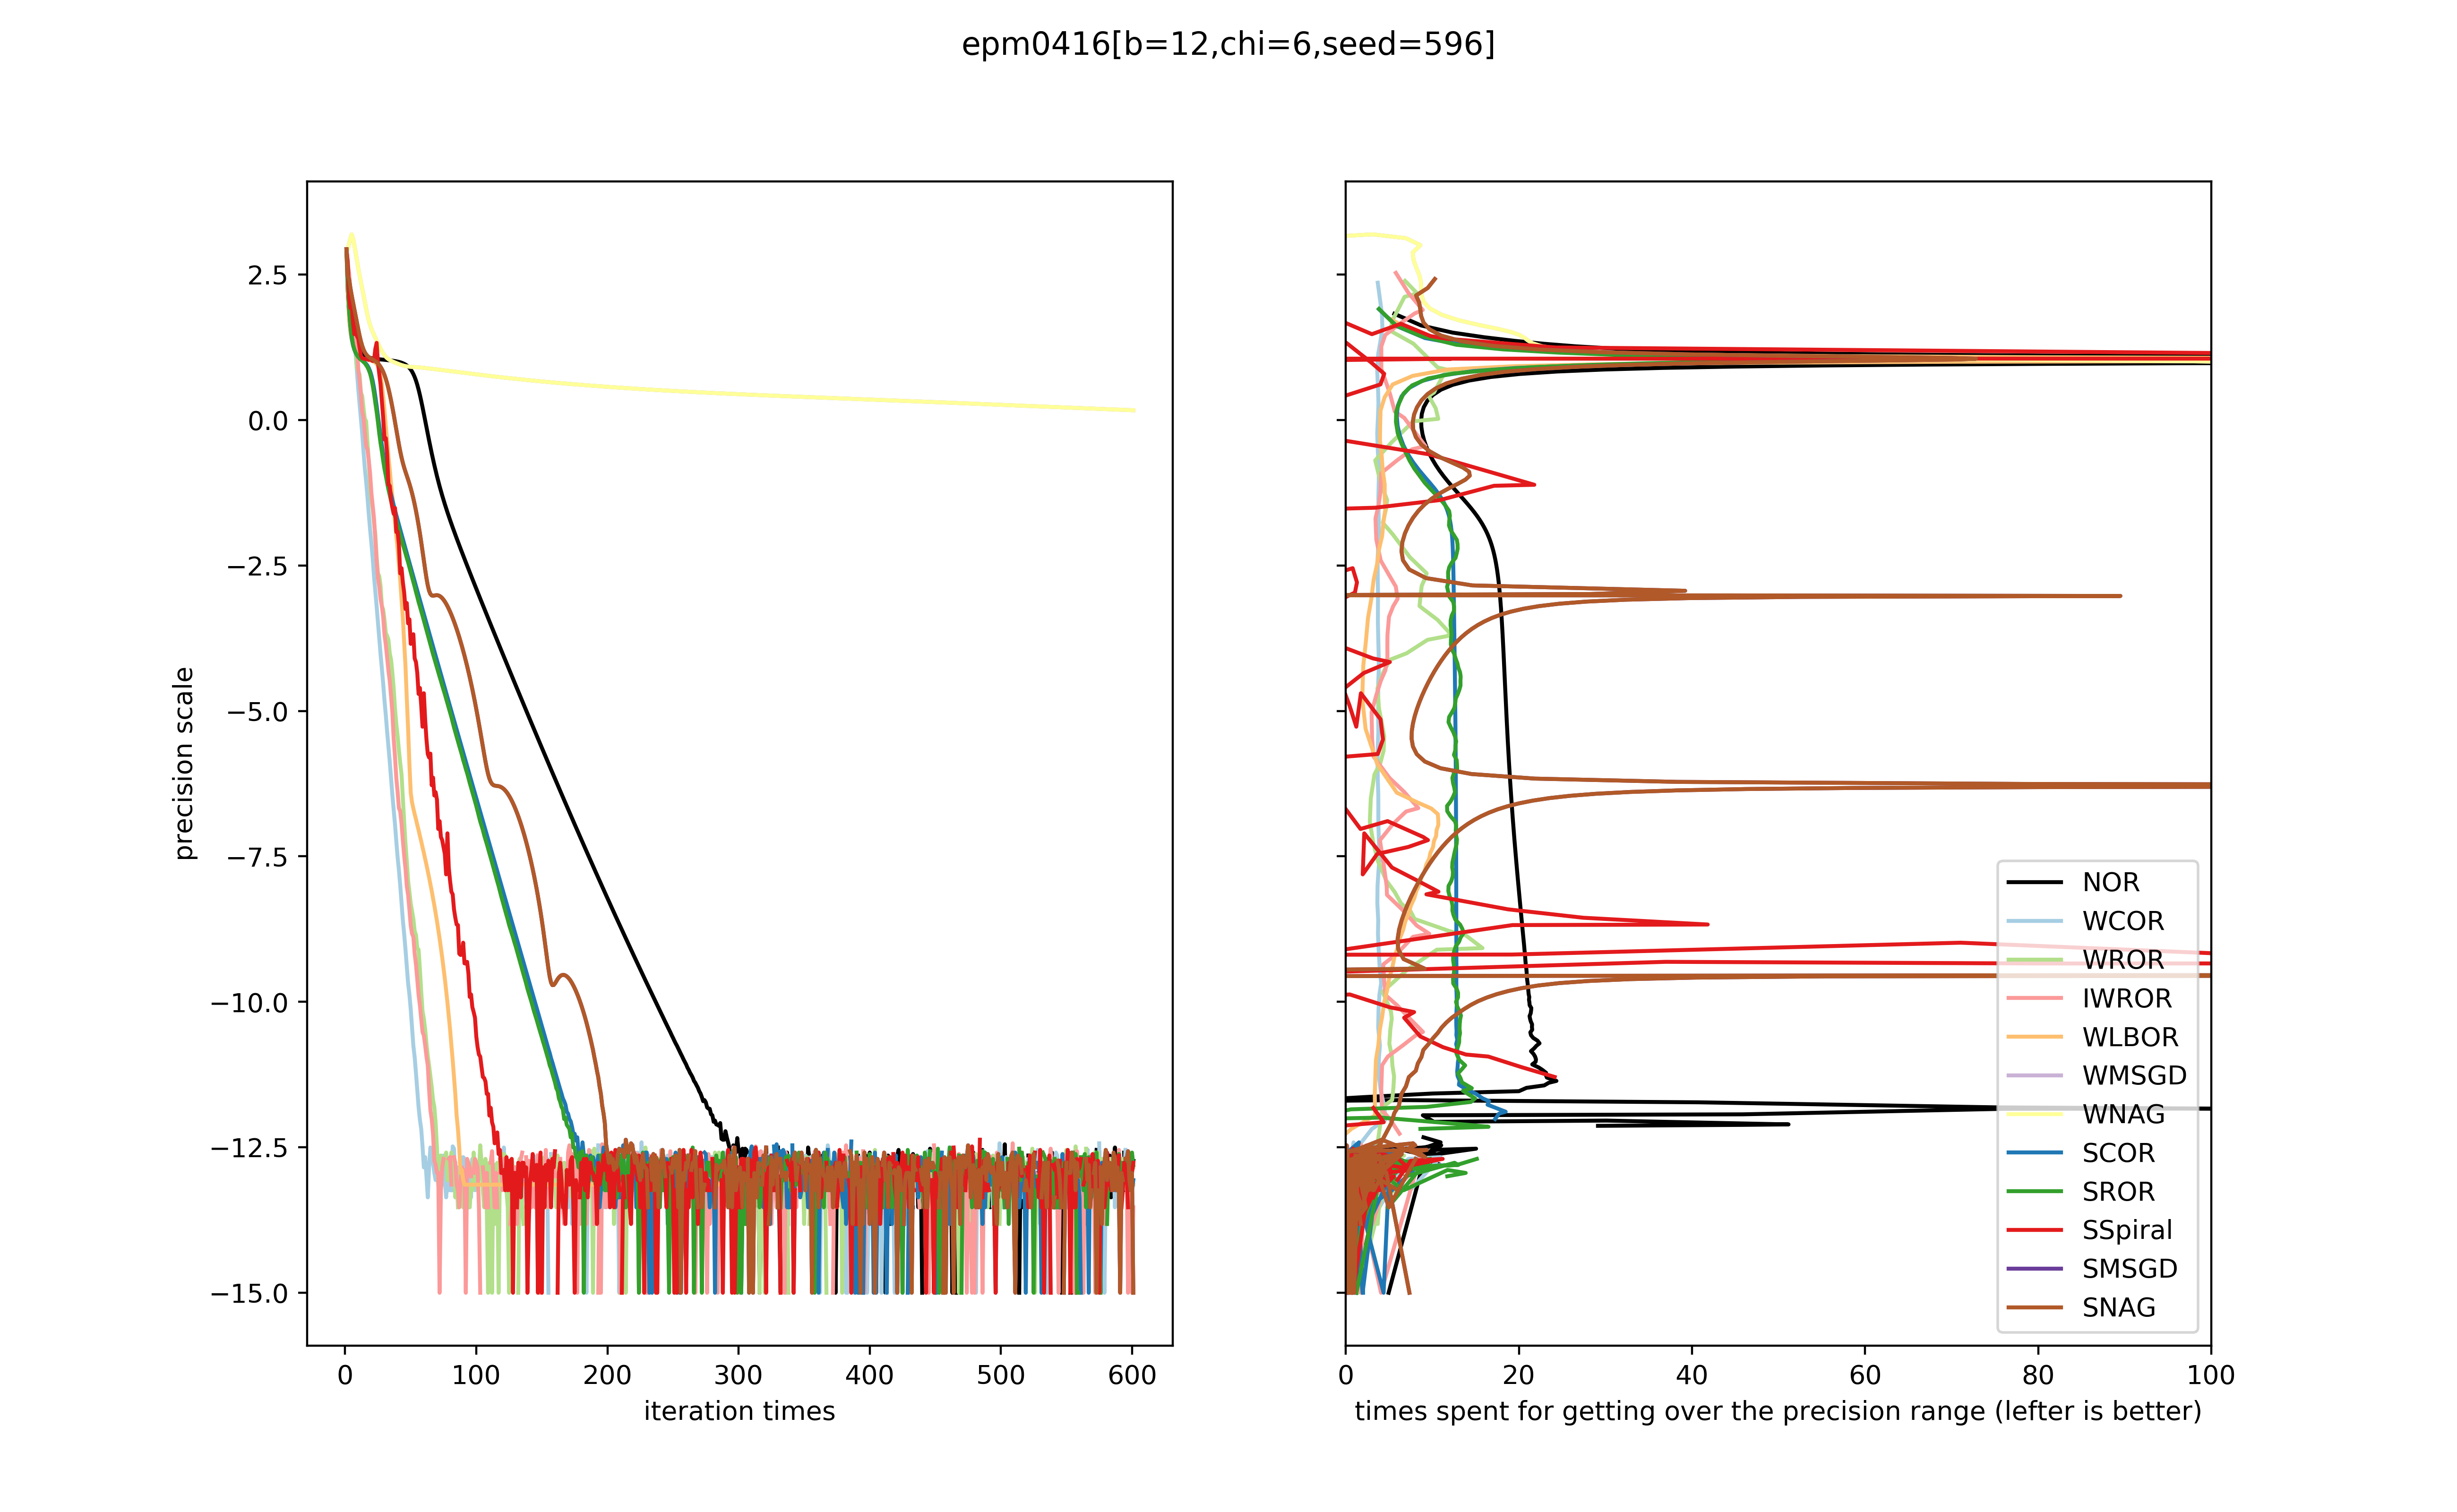 epm0416[b=12,chi=6,seed=596]
precision scale
2.5
0.0
−2.5
−5.0
−7.5
−10.0
−12.5
−15.0
0 100 200 300 400 500 600
iteration times
0 20 40 60 80 100
times spent for getting over the precision range (lefter is better)
NOR
WCOR
WROR
IWROR
WLBOR
WMSGD
WNAG
SCOR
SROR
SSpiral
SMSGD
SNAG